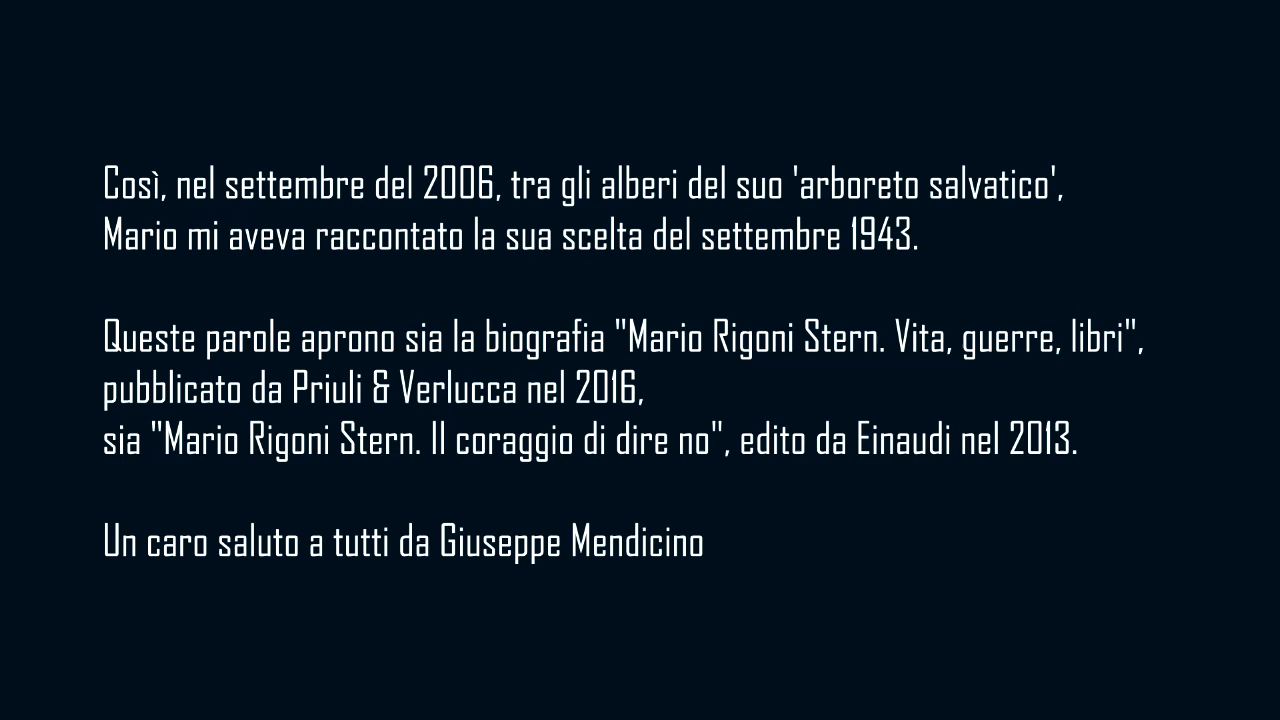 Così, nel settembre del 2006, tra gli alberi del suo 'arboreto salvatico',
Mario mi aveva raccontato la sua scelta del settembre 1943.
Queste parole aprono sia la biografia "Mario Rigoni Stern. Vita, guerre, libri",
pubblicato da Priuli & Verlucca nel 2016,
sia "Mario Rigoni Stern. Il coraggio di dire no", edito da Einaudi nel 2013.
Un caro saluto a tutti da Giuseppe Mendicino